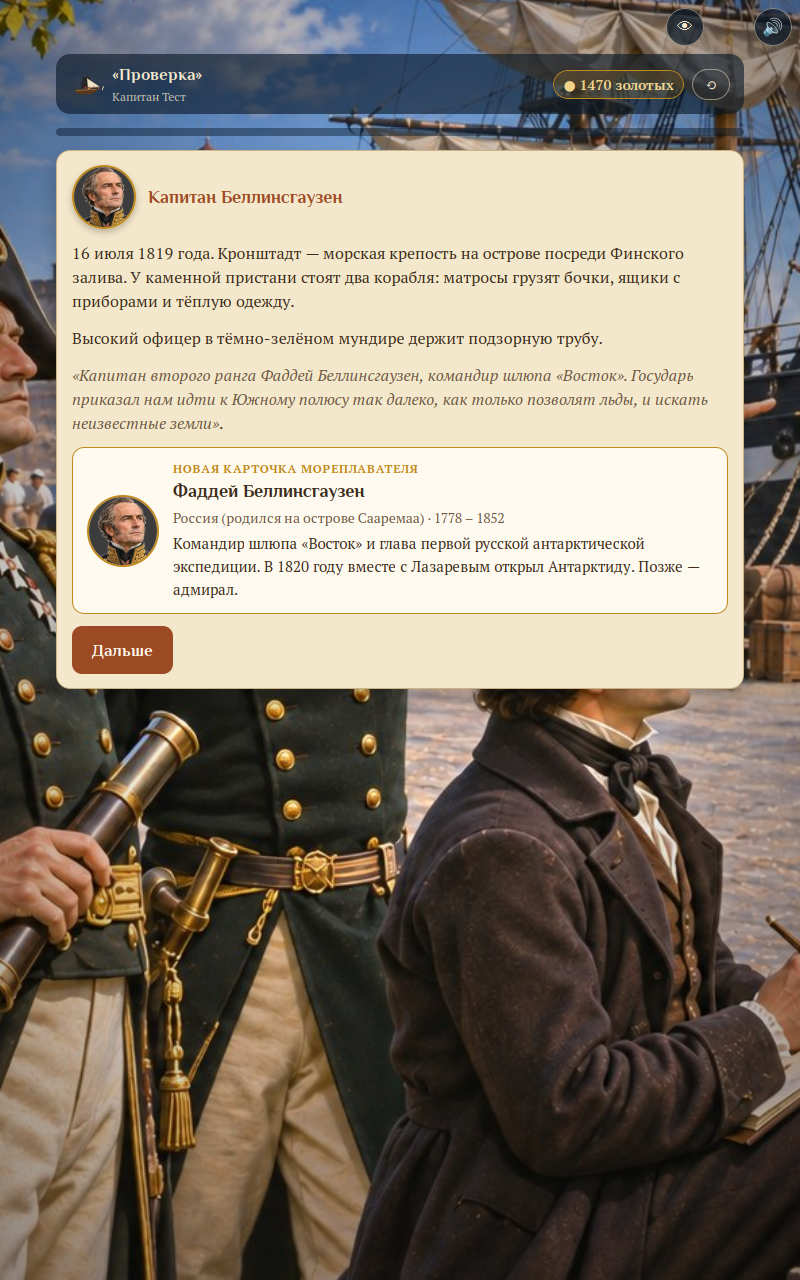 «Проверка»
Капитан Тест
1470 золотых
Капитан Беллинсгаузен
16 июля 1819 года. Кронштадт — морская крепость на острове посреди Финского
залива. У каменной пристани стоят два корабля: матросы грузят бочки, ящики с
приборами и тёплую одежду.
Высокий офицер в тёмно-зелёном мундире держит подзорную трубу.
«Капитан второго ранга Фаддей Беллинсгаузен, командир шлюпа «Восток». Государь
приказал нам идти к Южному полюсу так далеко, как только позволят льды, и искать
неизвестные земли».
НОВАЯ КАРТОЧКА МОРЕПЛАВАТЕЛЯ
Фаддей Беллинсгаузен
Россия (родился на острове Сааремаа) · 1778 – 1852
Командир шлюпа «Восток» и глава первой русской антарктической
экспедиции. В 1820 году вместе с Лазаревым открыл Антарктиду. Позже —
адмирал.
Дальше